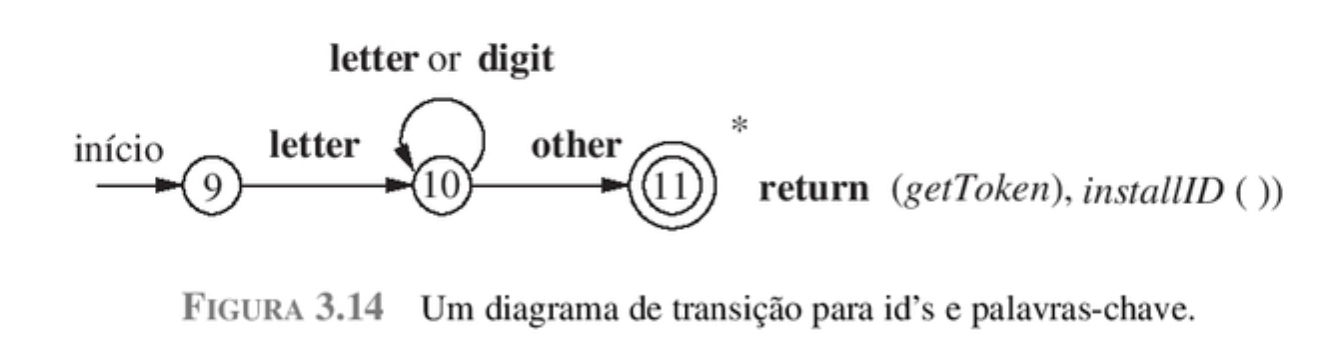 letter or digit
início letter other *
9 10 11 return (getToken), installID ( ))
FIGURA 3.14 Um diagrama de transição para id's e palavras-chave.